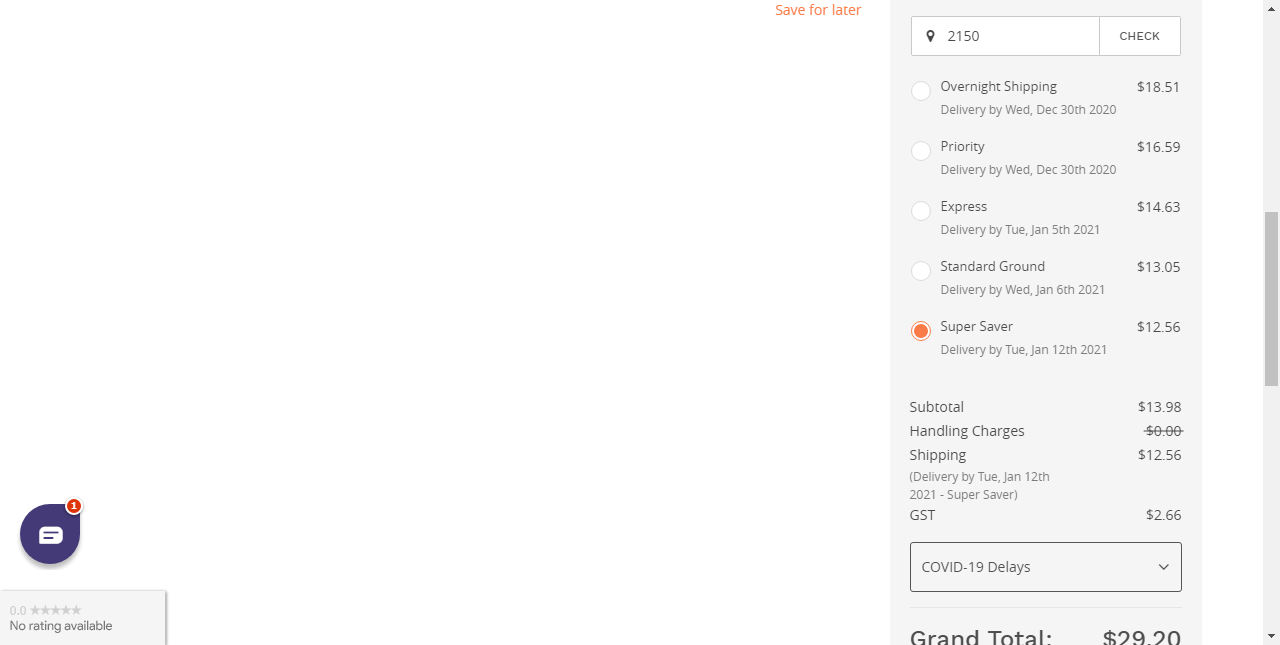 Save for later
2150 CHECK
Overnight Shipping $18.51
Delivery by Wed, Dec 30th 2020
Priority $16.59
Delivery by Wed, Dec 30th 2020
Express $14.63
Delivery by Tue, Jan 5th 2021
Standard Ground $13.05
Delivery by Wed, Jan 6th 2021
Super Saver $12.56
Delivery by Tue, Jan 12th 2021
Subtotal $13.98
Handling Charges $0.00
Shipping $12.56
(Delivery by Tue, Jan 12th
2021 - Super Saver)
GST $2.66
COVID-19 Delays
Grand Total: $29.20
1
0.0 ★★★★★
No rating available